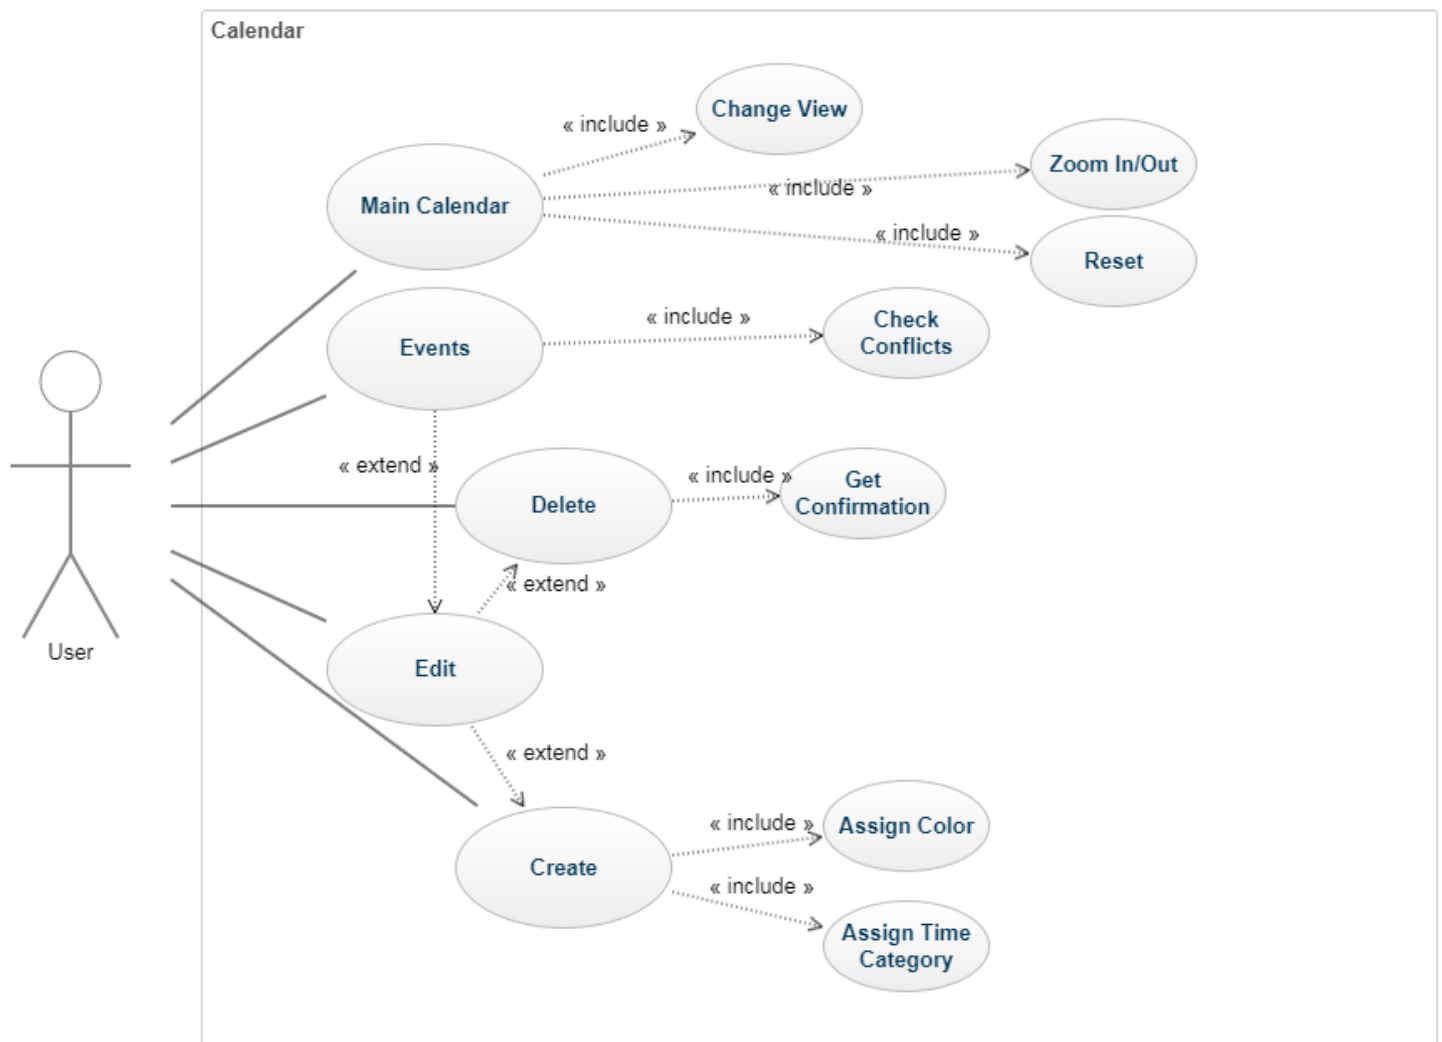 Calendar
Change View
« include »
Zoom In/Out
« include »
Main Calendar
« include »
Reset
« include »
Check
Conflicts
Events
« extend »
« include »
Get
Confirmation
Delete
« extend »
User
Edit
« extend »
« include »
Assign Color
Create
« include »
Assign Time
Category